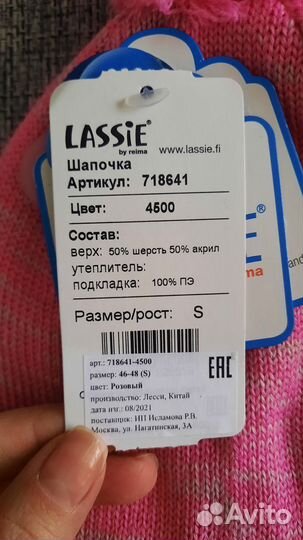 LASSIE®
by reima
www.lassie.fi
Шапочка
Артикул: 718641
Цвет: 4500
Состав:
верх: 50% шерсть 50% акрил
утеплитель:
подкладка: 100% ПЭ
Размер/рост: S
арт.: 718641-4500
размер: 46-48 (S)
цвет: Розовый
производство: Лесси, Китай
дата изг.: 08/2021
поставщик: ИП Исламова Р.В.
Москва, ул. Нагатинская, 3А
EAC
E®
ma
and
Avito